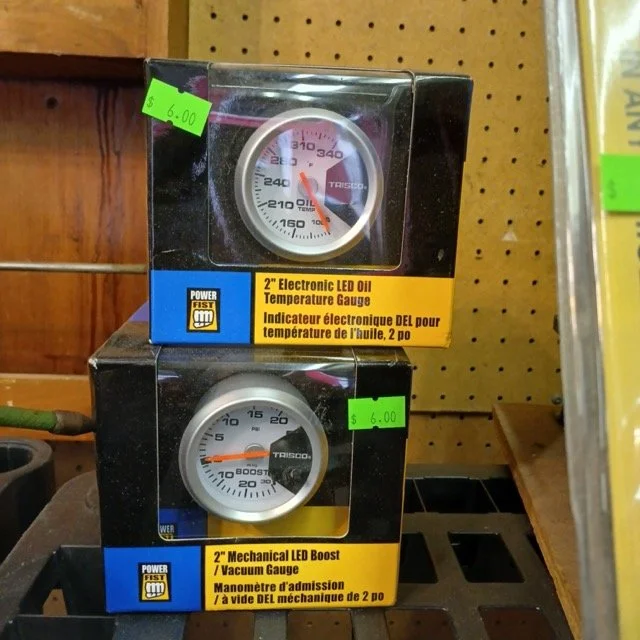 $ 6.00
310 340
280 °F
240 TRISCO
210 OIL
TEMP
160 100
POWER
FIST
2" Electronic LED Oil
Temperature Gauge
Indicateur électronique DEL pour
température de l'huile, 2 po
$ 6.00
10 15 20
5 PSI
TRISCO
BOOST
10 20 30
POWER
FIST
2" Mechanical LED Boost
/ Vacuum Gauge
Manomètre d'admission
/ à vide DEL méchanique de 2 po
$